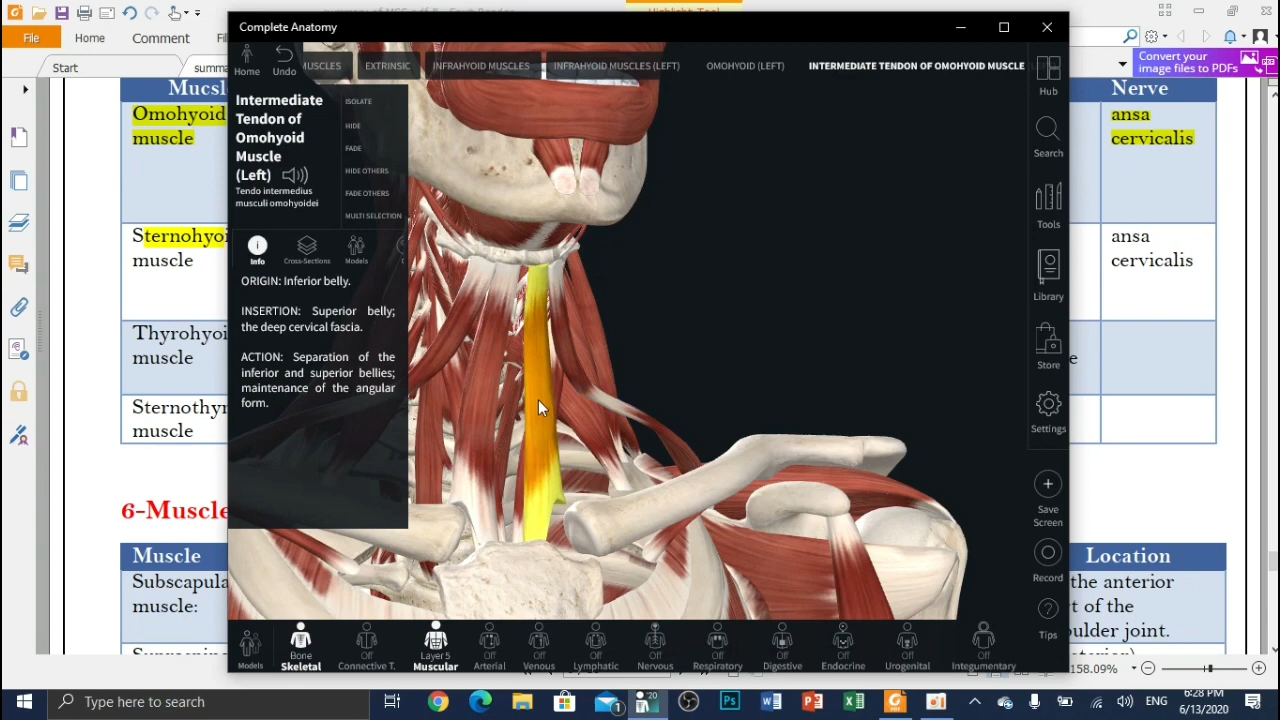 Complete Anatomy
File
Home
Comment
Start
Convert your
image files to PDFs
Home
Undo
MUSCLES
EXTRINSIC
INFRAHYOID MUSCLES
INFRAHYOID MUSCLES (LEFT)
OMOHYOID (LEFT)
INTERMEDIATE TENDON OF OMOHYOID MUSCLE
Intermediate
Tendon of
Omohyoid
Muscle
(Left)
Tendo intermedius
musculi omohyoidei
ISOLATE
HIDE
FADE
HIDE OTHERS
FADE OTHERS
MULTI SELECTION
Info
Cross-Sections
Models
ORIGIN: Inferior belly.
INSERTION: Superior belly;
the deep cervical fascia.
ACTION: Separation of the
inferior and superior bellies;
maintenance of the angular
form.
Hub
Search
Tools
Library
Store
Settings
Save
Screen
Record
Tips
Nerve
Omohyoid
muscle
ansa
cervicalis
Sternohyoi
muscle
ansa
cervicalis
Thyrohyoi
muscle
Sternothyr
muscle
6-Muscle
Muscle
Location
Subscapula
muscle:
the anterior
oulder joint.
Models
Bone
Skeletal
Off
Connective T.
Layer 5
Muscular
Off
Arterial
Off
Venous
Off
Lymphatic
Off
Nervous
Off
Respiratory
Off
Digestive
Off
Endocrine
Off
Urogenital
Off
Integumentary
158.09%
Type here to search
6:28 PM
6/13/2020